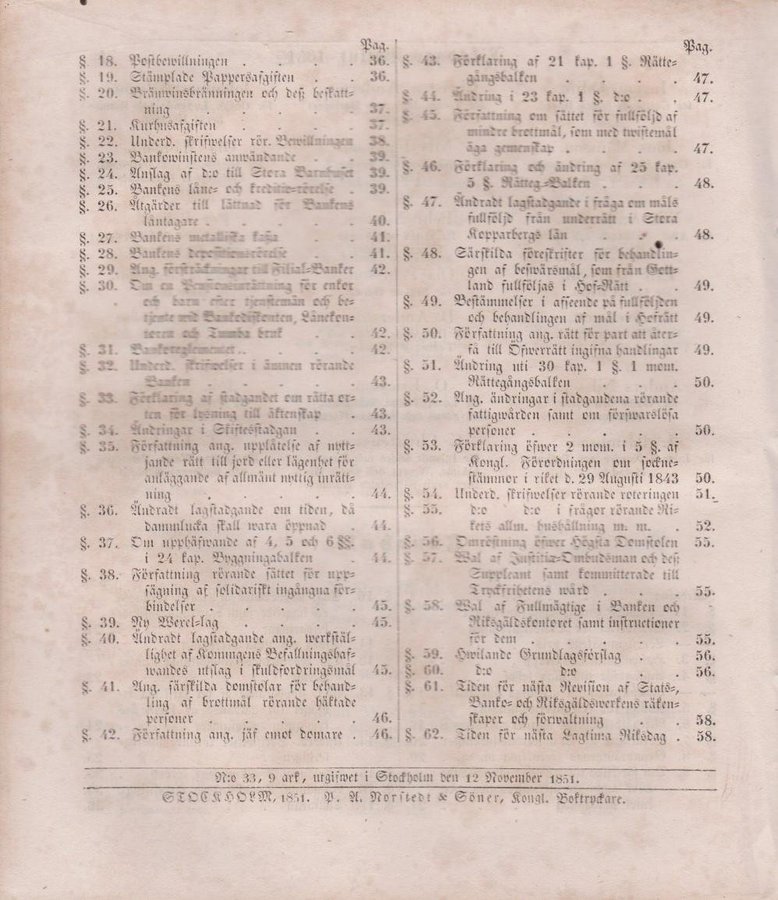 Pag.
§. 18. Postbewillningen . . . . 36.
§. 19. Stämplade Pappersafgiften . . 36.
§. 20. Bränwinsbränningen och deß beskatt-
ning . . . . . 37.
§. 21. Kurhusafgiften . . . . 37.
§. 22. Underd. skrifwelser rör. Bewillningen 38.
§. 23. Bankowinstens användande . . 39.
§. 24. Anslag af d:o till Stora Barnhuset 39.
§. 25. Bankens låne- och kreditiv-rörelse . 39.
§. 26. Åtgärder till lättnad för Bankens
låntagare . . . . . 40.
§. 27. Bankens metalliska kassa . . 41.
§. 28. Bankens depositionsrörelse . . 41.
§. 29. Ang. försträckningar till Filial-Banker 42.
§. 30. Om en Pensionsinrättning för enkor
och barn efter tjenstemän och be-
tjente wid Bankodiskonten, Lånekon-
toren och Tumba bruk . . 42.
§. 31. Bankoreglementet . . . . 42.
§. 32. Underd. skrifwelser i ämnen rörande
Banken . . . . . 43.
§. 33. Förklaring af stadgandet om rätta or-
ten för lysning till äktenskap . 43.
§. 34. Ändringar i Skiftesstadgan . . 43.
§. 35. Författning ang. upplåtelse af nytt-
jande rätt till jord eller lägenhet för
anläggande af allmänt nyttig inrätt-
ning . . . . . 44.
§. 36. Ändradt lagstadgande om tiden, då
dammlucka skall wara öppnad . 44.
§. 37. Om upphäfwande af 4, 5 och 6 §§.
i 24 kap. Byggningabalken . 44.
§. 38. Författning rörande sättet för upp-
sägning af solidariskt ingångna för-
bindelser . . . . . 45.
§. 39. Ny Wexel-lag . . . . 45.
§. 40. Ändradt lagstadgande ang. werkstäl-
lighet af Konungens Befallningshaf-
wandes utslag i skuldfordringsmål 45.
§. 41. Ang. särskilda domstolar för behand-
ling af brottmål rörande häktade
personer . . . . . 46.
§. 42. Författning ang. jäf emot domare . 46.
Pag.
§. 43. Förklaring af 21 kap. 1 §. Rätte-
gångsbalken . . . . 47.
§. 44. Ändring i 23 kap. 1 §. d:o . . 47.
§. 45. Författning om sättet för fullföljd af
mindre brottmål, som med twistemål
äga gemenskap . . . . 47.
§. 46. Förklaring och ändring af 25 kap.
5 §. Rätteg.-Balken . . . 48.
§. 47. Ändradt lagstadgande i fråga om måls
fullföljd från underrätt i Stora
Kopparbergs län . . . 48.
§. 48. Särskilda föreskrifter för behandlin-
gen af beswärsmål, som från Gott-
land fullföljas i Hof-Rätt . . 49.
§. 49. Bestämmelser i afseende på fullföljden
och behandlingen af mål i Hofrätt 49.
§. 50. Författning ang. rätt för part att åter-
få till Öfwerrätt ingifna handlingar 49.
§. 51. Ändring uti 30 kap. 1 §. 1 mom.
Rättegångsbalken . . . 50.
§. 52. Ang. ändringar i stadgandena rörande
fattigwården samt om förswarslösa
personer . . . . . 50.
§. 53. Förklaring öfwer 2 mom. i 5 §. af
Kongl. Förordningen om sockne-
stämmor i riket d. 29 Augusti 1843 50.
§. 54. Underd. skrifwelser rörande roteringen 51.
§. 55. d:o d:o i frågor rörande Ri-
kets allm. hushållning m. m. . 52.
§. 56. Omröstning öfwer Högsta Domstolen 55.
§. 57. Wal af Justitiæ-Ombudsman och deß
Suppleant samt kommitterade till
Tryckfrihetens wård . . . 55.
§. 58. Wal af Fullmägtige i Banken och
Riksgäldskontoret samt instructioner
för dem . . . . . 55.
§. 59. Hwilande Grundlagsförslag . . 56.
§. 60. d:o d:o . . 56.
§. 61. Tiden för nästa Revision af Stats-,
Banko- och Riksgäldswerkens räken-
skaper och förwaltning . . 58.
§. 62. Tiden för nästa Lagtima Riksdag . 58.
N:o 33, 9 ark, utgifwet i Stockholm den 12 November 1851.
STOCKHOLM, 1851. P. A. Norstedt & Söner, Kongl. Boktryckare.